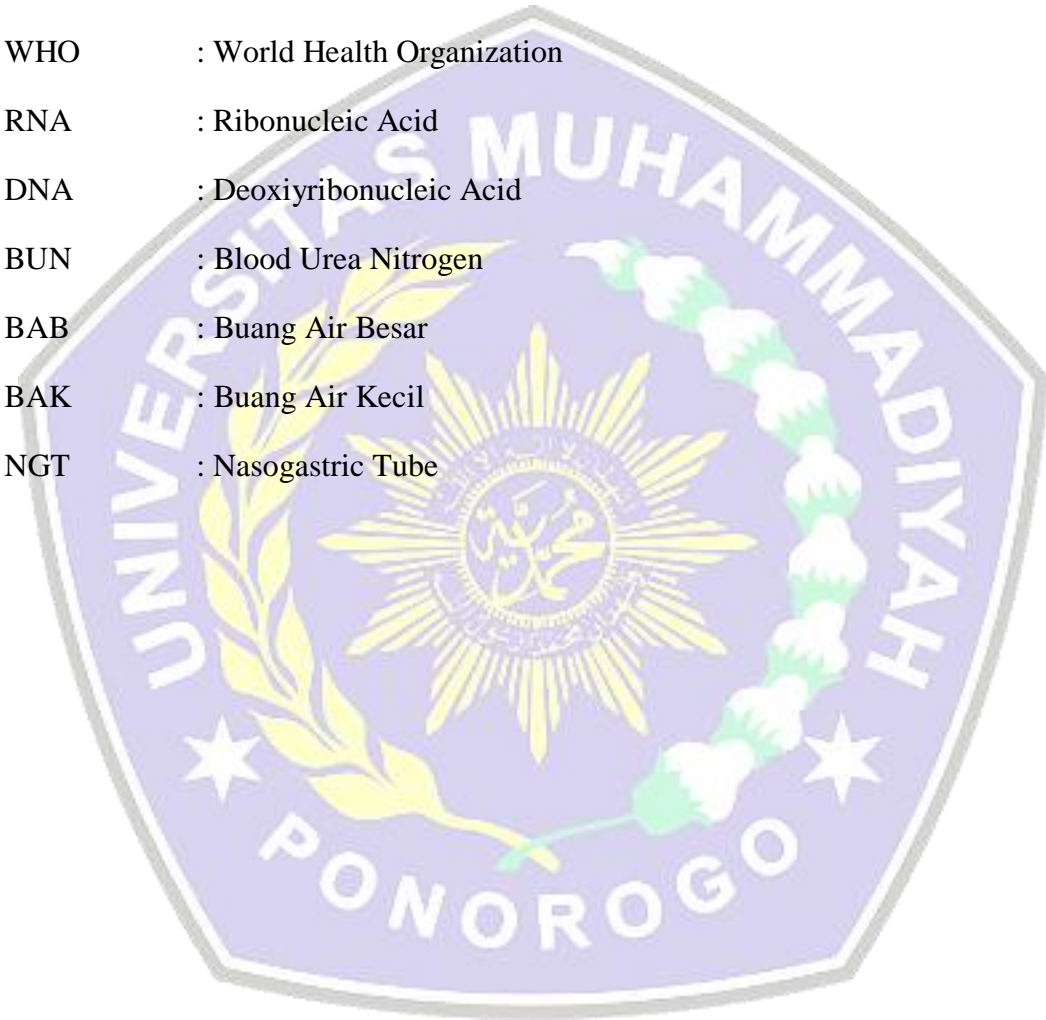 WHO : World Health Organization
RNA : Ribonucleic Acid
DNA : Deoxiyribonucleic Acid
BUN : Blood Urea Nitrogen
BAB : Buang Air Besar
BAK : Buang Air Kecil
NGT : Nasogastric Tube
UNIVERSITAS MUHAMMADIYAH
PONOROGO